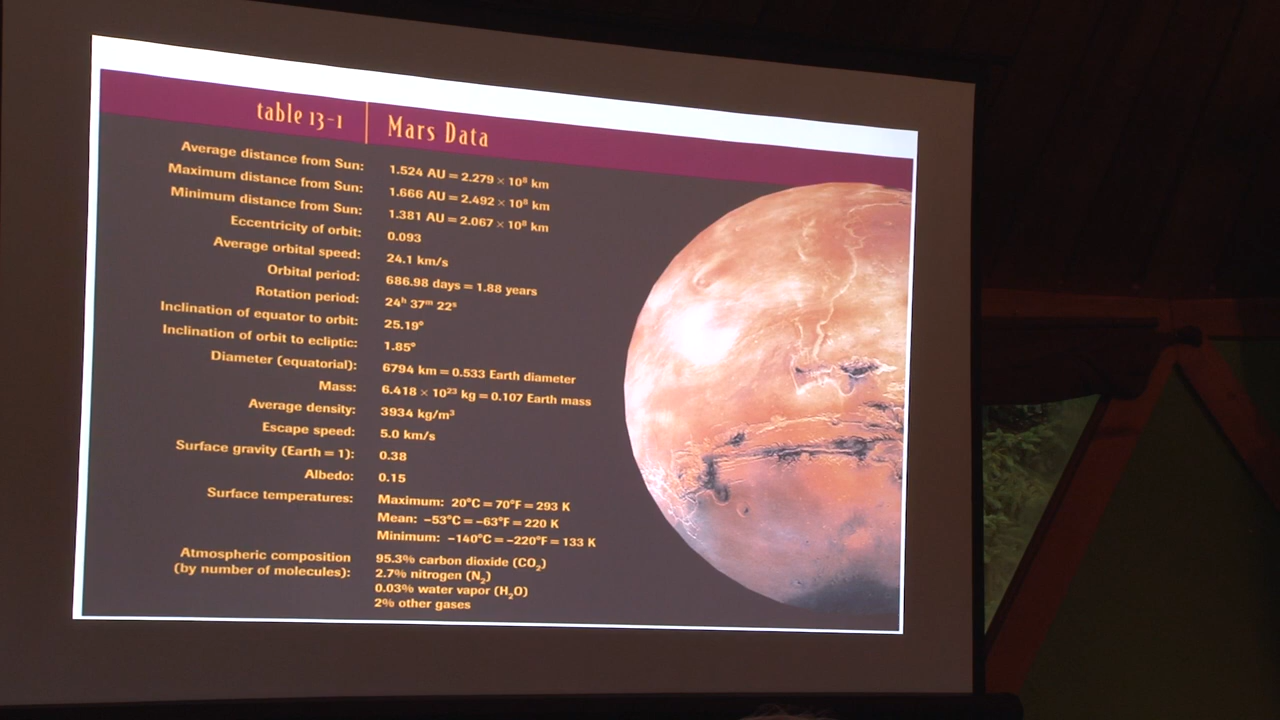 table 13-1 | Mars Data
Average distance from Sun: 1.524 AU = 2.279 × 10⁸ km
Maximum distance from Sun: 1.666 AU = 2.492 × 10⁸ km
Minimum distance from Sun: 1.381 AU = 2.067 × 10⁸ km
Eccentricity of orbit: 0.093
Average orbital speed: 24.1 km/s
Orbital period: 686.98 days = 1.88 years
Rotation period: 24ʰ 37ᵐ 22ˢ
Inclination of equator to orbit: 25.19°
Inclination of orbit to ecliptic: 1.85°
Diameter (equatorial): 6794 km = 0.533 Earth diameter
Mass: 6.418 × 10²³ kg = 0.107 Earth mass
Average density: 3934 kg/m³
Escape speed: 5.0 km/s
Surface gravity (Earth = 1): 0.38
Albedo: 0.15
Surface temperatures: Maximum: 20°C = 70°F = 293 K
Mean: −53°C = −63°F = 220 K
Minimum: −140°C = −220°F = 133 K
Atmospheric composition 95.3% carbon dioxide (CO₂)
(by number of molecules): 2.7% nitrogen (N₂)
0.03% water vapor (H₂O)
2% other gases